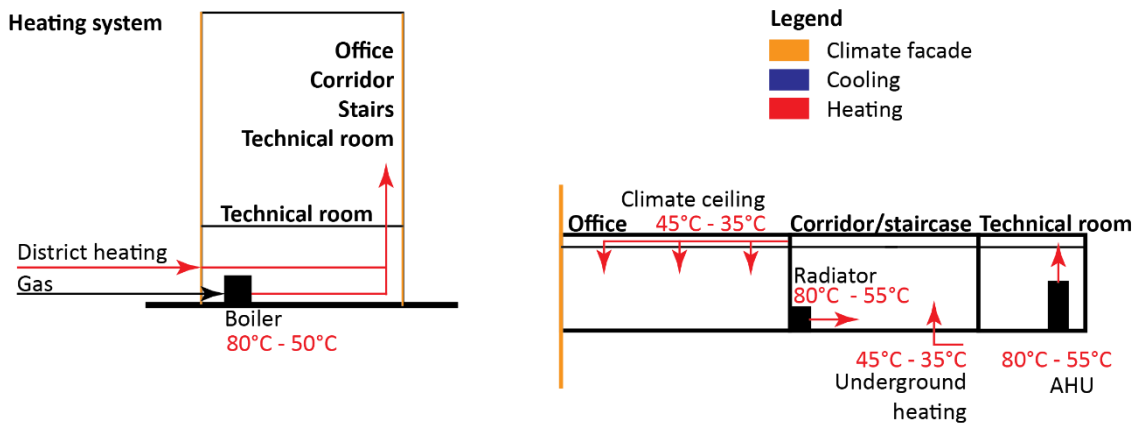 Heating system
Office
Corridor
Stairs
Technical room
Technical room
District heating
Gas
Boiler
80°C - 50°C
Legend
Climate facade
Cooling
Heating
Climate ceiling
Office 45°C - 35°C Corridor/staircase Technical room
Radiator
80°C - 55°C
45°C - 35°C
Underground
heating
80°C - 55°C
AHU